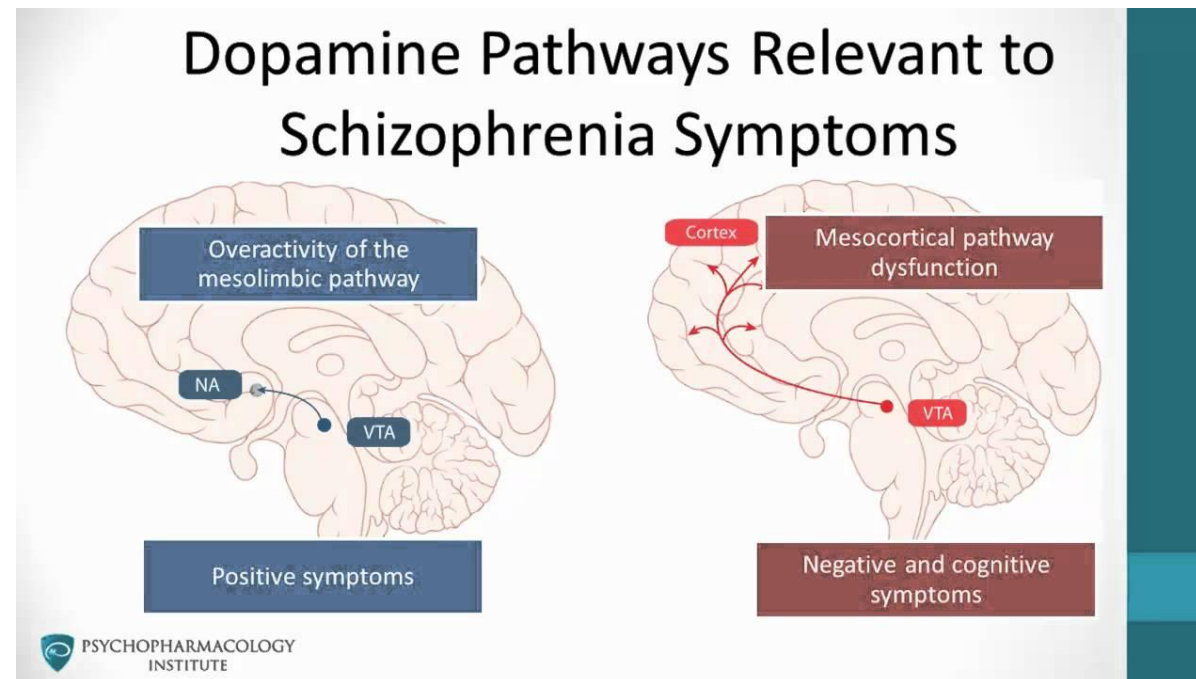 Dopamine Pathways Relevant to
Schizophrenia Symptoms
Overactivity of the
mesolimbic pathway
NA
VTA
Positive symptoms
Cortex
Mesocortical pathway
dysfunction
VTA
Negative and cognitive
symptoms
PSYCHOPHARMACOLOGY
INSTITUTE